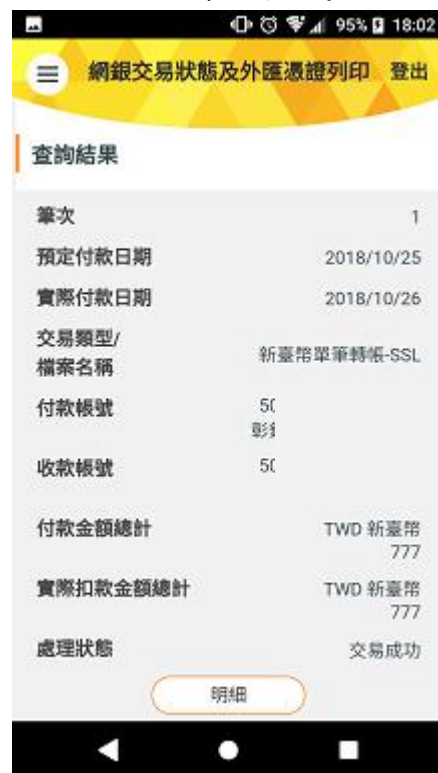 95% 18:02
網銀交易狀態及外匯憑證列印 登出
查詢結果
筆次 1
預定付款日期 2018/10/25
實際付款日期 2018/10/26
交易類型/
檔案名稱
新臺幣單筆轉帳-SSL
付款帳號 50
彰
收款帳號 50
付款金額總計 TWD 新臺幣
777
實際扣款金額總計 TWD 新臺幣
777
處理狀態 交易成功
明細